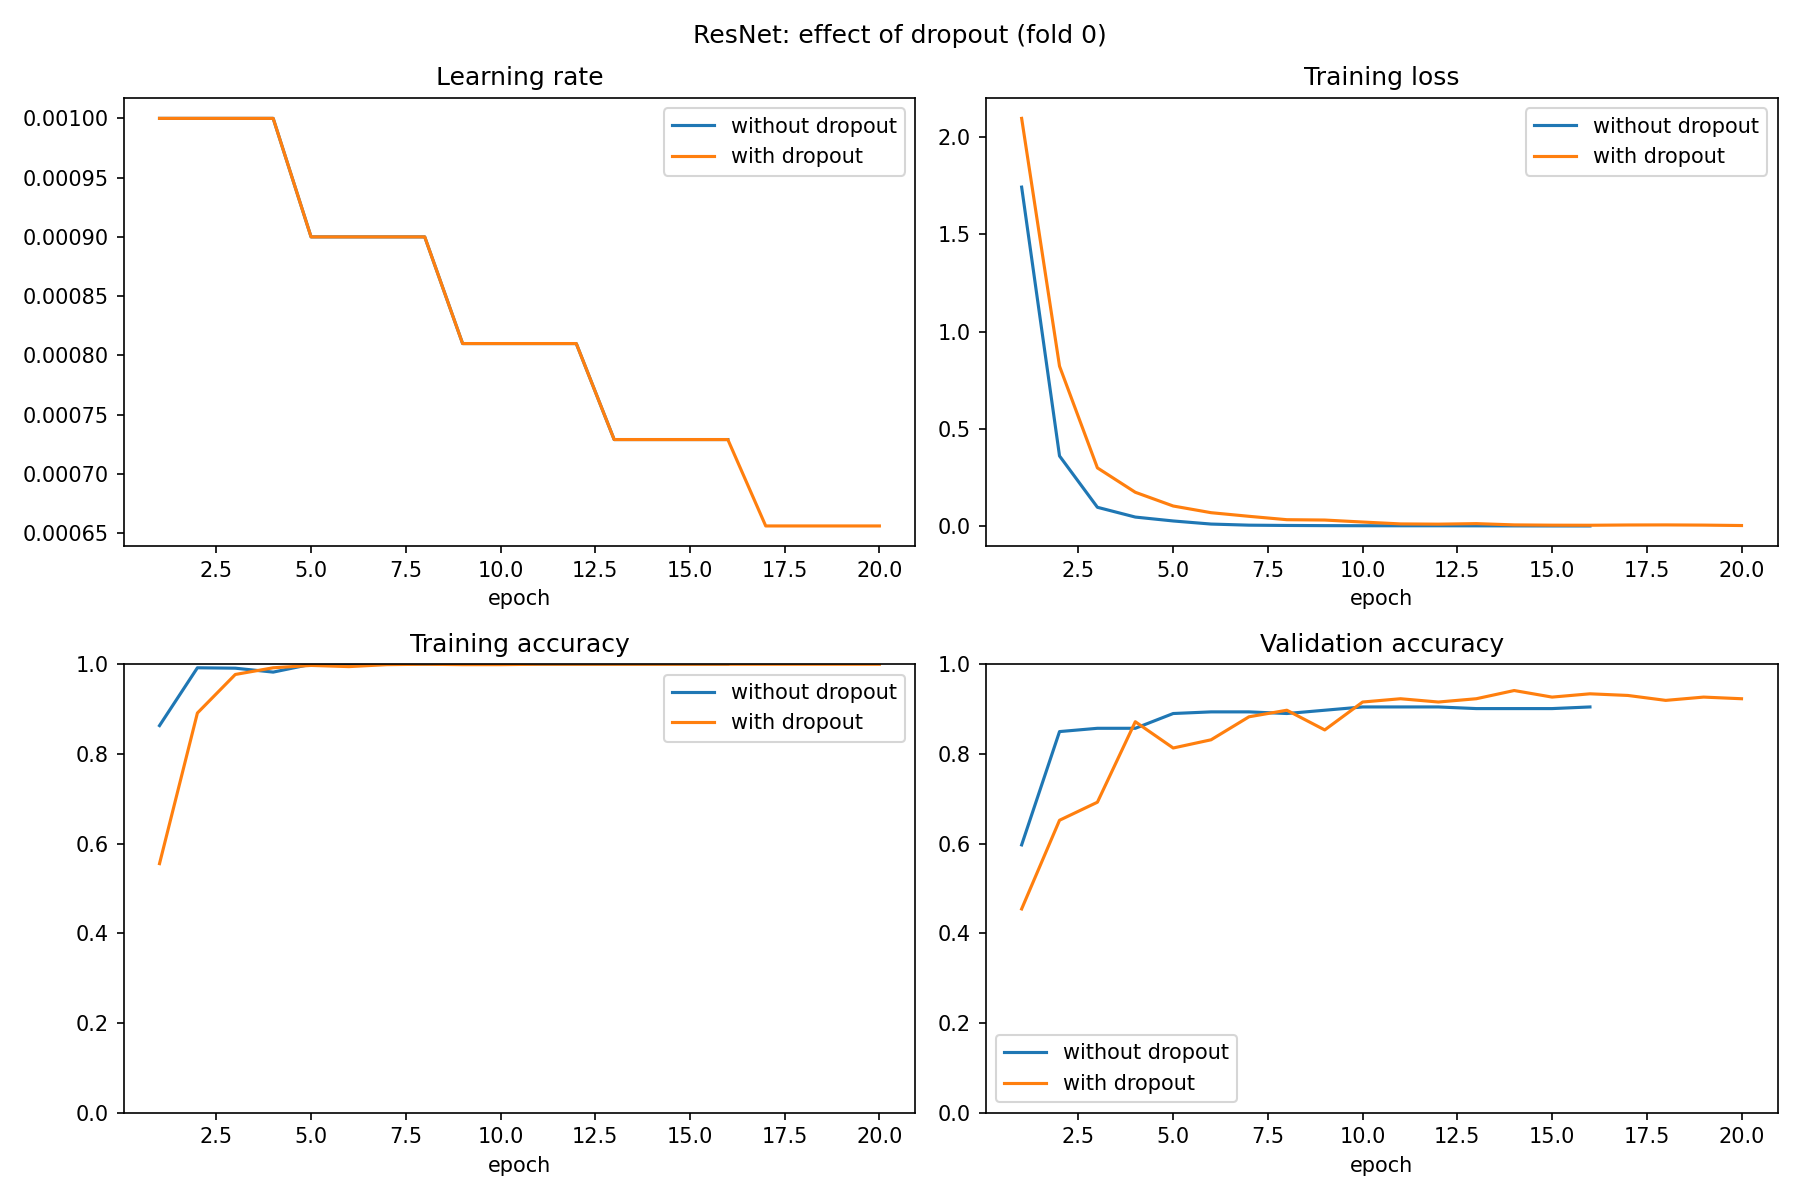 ResNet: effect of dropout (fold 0)
Learning rate
0.00100
0.00095
0.00090
0.00085
0.00080
0.00075
0.00070
0.00065
without dropout
with dropout
2.5 5.0 7.5 10.0 12.5 15.0 17.5 20.0
epoch
Training loss
2.0
1.5
1.0
0.5
0.0
without dropout
with dropout
2.5 5.0 7.5 10.0 12.5 15.0 17.5 20.0
epoch
Training accuracy
1.0
0.8
0.6
0.4
0.2
0.0
without dropout
with dropout
2.5 5.0 7.5 10.0 12.5 15.0 17.5 20.0
epoch
Validation accuracy
1.0
0.8
0.6
0.4
0.2
0.0
without dropout
with dropout
2.5 5.0 7.5 10.0 12.5 15.0 17.5 20.0
epoch